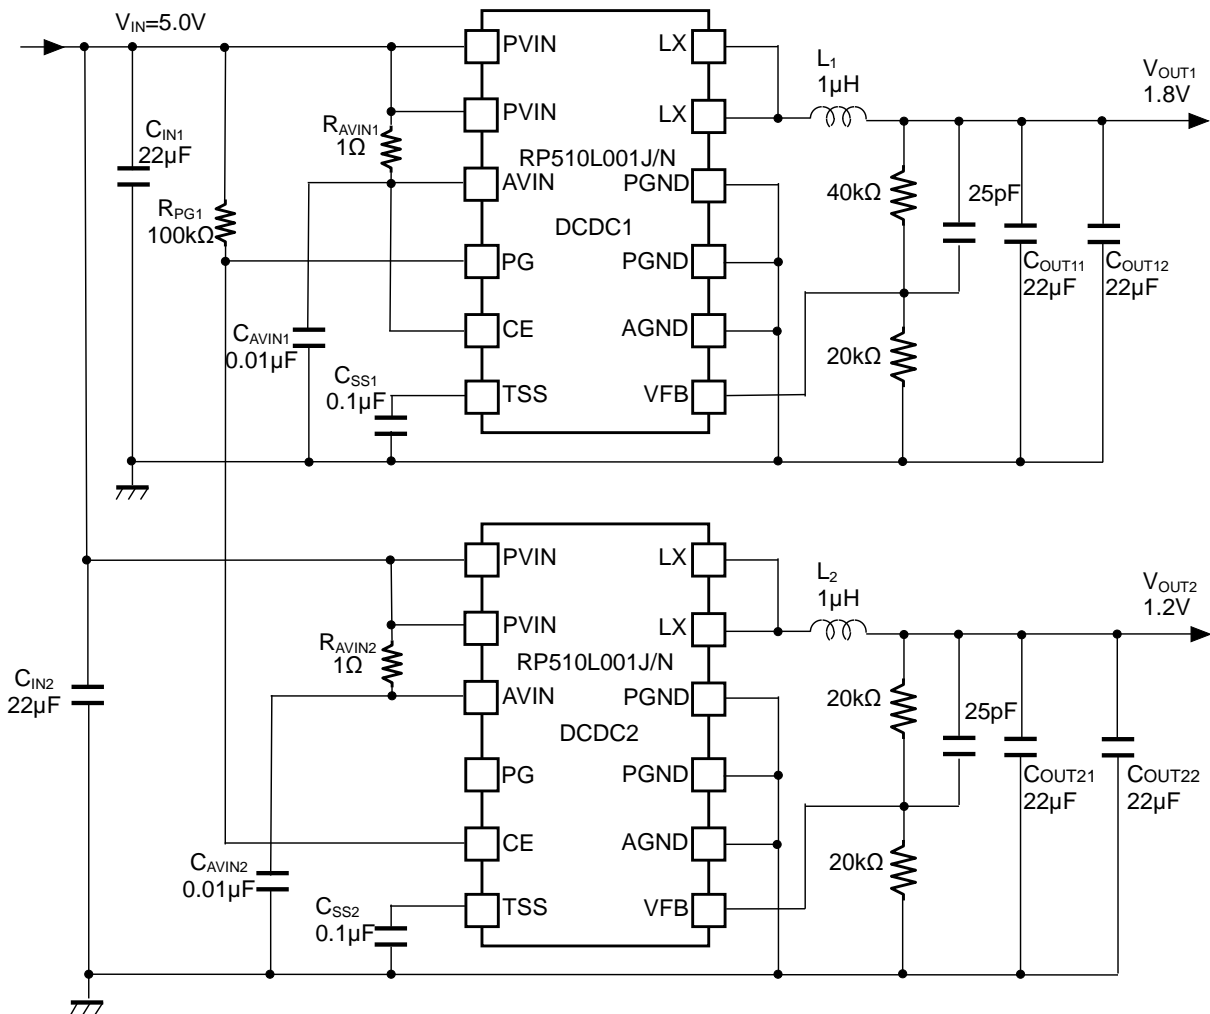 VIN=5.0V
PVIN
LX
L1
1µH
VOUT1
1.8V
PVIN
LX
CIN1
22µF
RAVIN1
1Ω
RP510L001J/N
AVIN
PGND
40kΩ
25pF
RPG1
100kΩ
DCDC1
PG
PGND
COUT11
22µF
COUT12
22µF
CAVIN1
0.01µF
CE
AGND
20kΩ
CSS1
0.1µF
TSS
VFB
PVIN
LX
L2
1µH
VOUT2
1.2V
PVIN
LX
RAVIN2
1Ω
RP510L001J/N
CIN2
22µF
AVIN
PGND
20kΩ
25pF
DCDC2
PG
PGND
COUT21
22µF
COUT22
22µF
CAVIN2
0.01µF
CE
AGND
20kΩ
CSS2
0.1µF
TSS
VFB